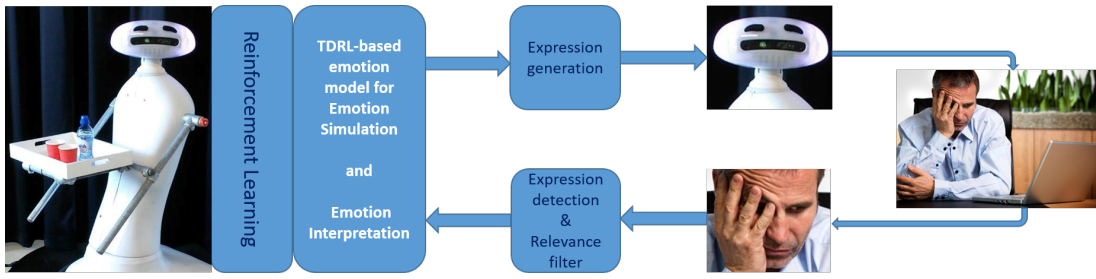 Reinforcement Learning
TDRL-based
emotion
model for
Emotion
Simulation
and
Emotion
Interpretation
Expression
generation
Expression
detection
&
Relevance
filter